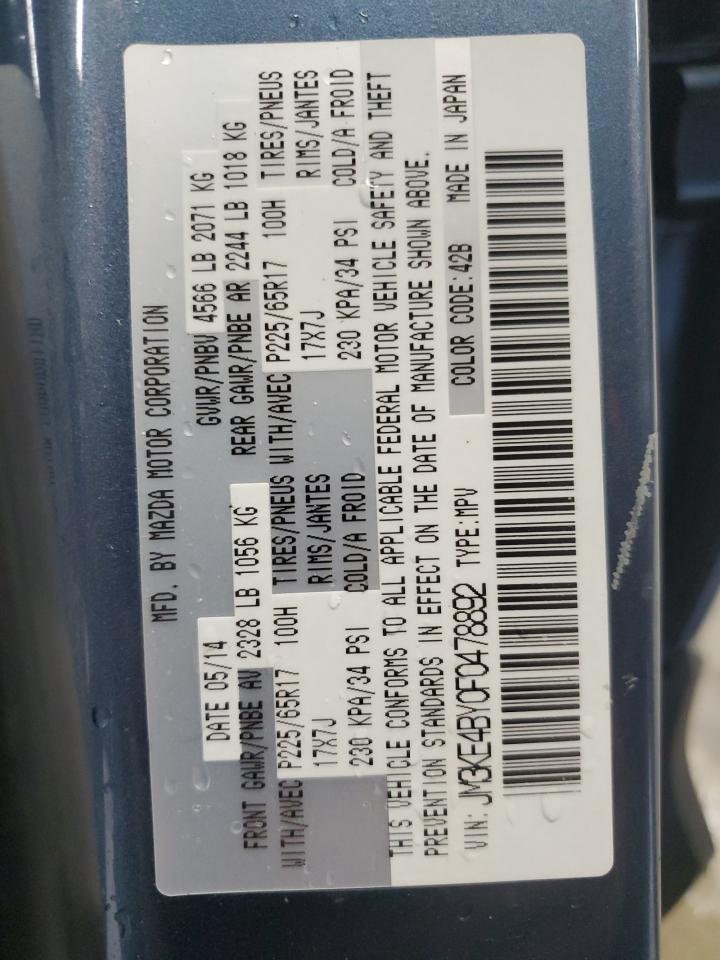 MFD. BY MAZDA MOTOR CORPORATION
DATE 05/14 GVWR/PNBV 4566 LB 2071 KG
FRONT GAWR/PNBE AV 2328 LB 1056 KG REAR GAWR/PNBE AR 2244 LB 1018 KG
WITH/AVEC P225/65R17 100H TIRES/PNEUS WITH/AVEC P225/65R17 100H TIRES/PNEUS
17X7J RIMS/JANTES 17X7J RIMS/JANTES
230 KPA/34 PSI COLD/A FROID 230 KPA/34 PSI COLD/A FROID
THIS VEHICLE CONFORMS TO ALL APPLICABLE FEDERAL MOTOR VEHICLE SAFETY AND THEFT
PREVENTION STANDARDS IN EFFECT ON THE DATE OF MANUFACTURE SHOWN ABOVE.
VIN: JM3KE4BY0F0478892 TYPE:MPV COLOR CODE:42B MADE IN JAPAN